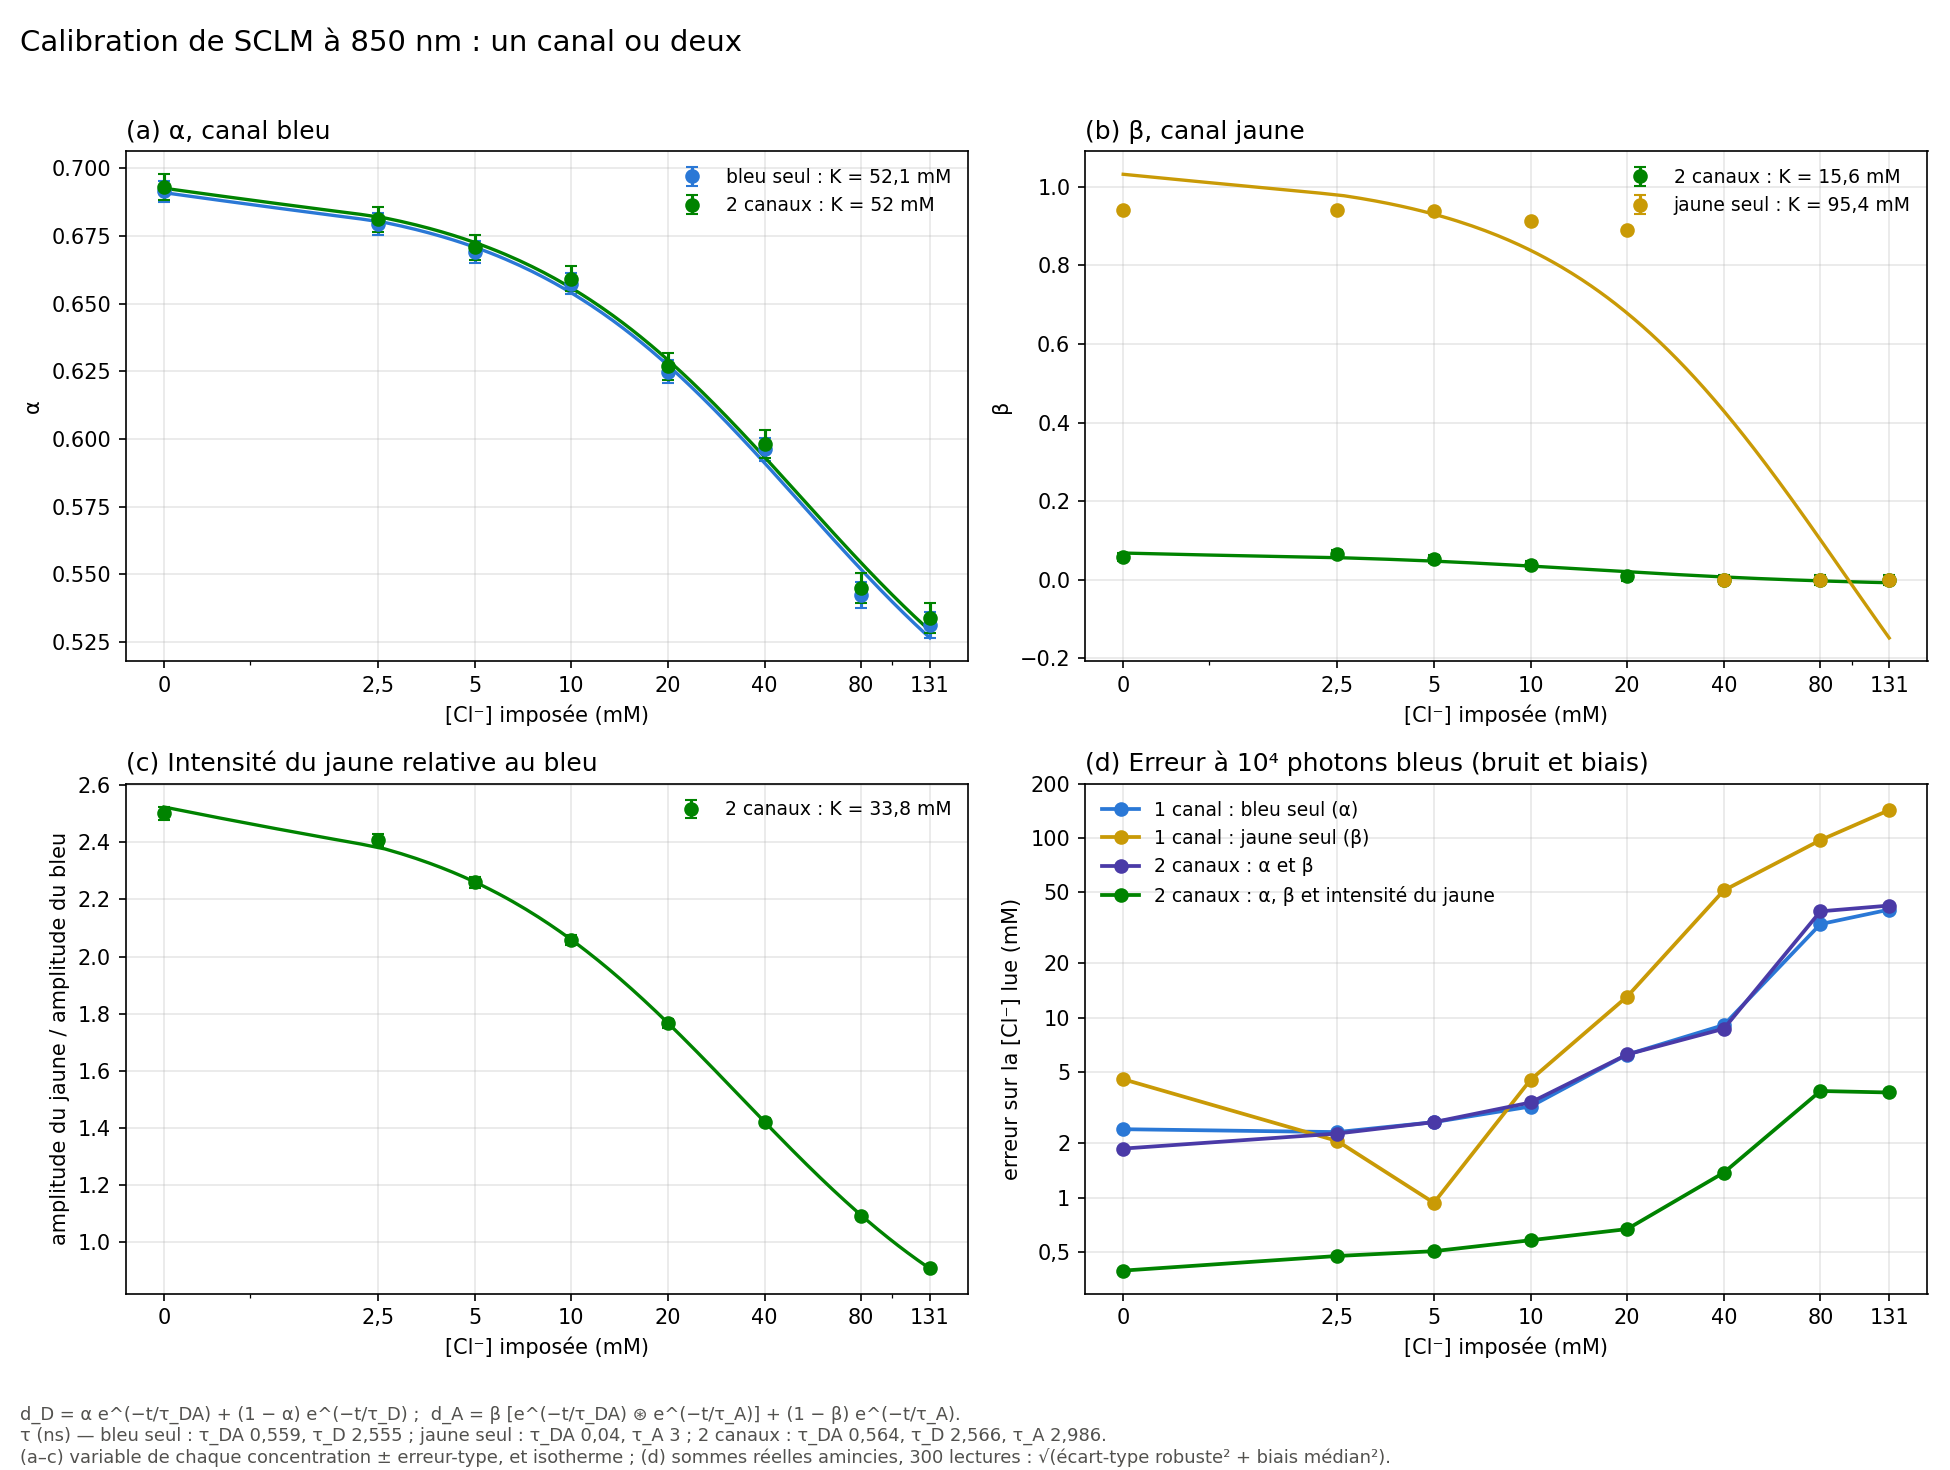 Calibration de SCLM à 850 nm : un canal ou deux
(a) α, canal bleu
bleu seul : K = 52,1 mM
2 canaux : K = 52 mM
0.700
0.675
0.650
0.625
0.600
0.575
0.550
0.525
α
0 2,5 5 10 20 40 80 131
[Cl⁻] imposée (mM)
(b) β, canal jaune
2 canaux : K = 15,6 mM
jaune seul : K = 95,4 mM
1.0
0.8
0.6
0.4
0.2
0.0
−0.2
β
0 2,5 5 10 20 40 80 131
[Cl⁻] imposée (mM)
(c) Intensité du jaune relative au bleu
2 canaux : K = 33,8 mM
2.6
2.4
2.2
2.0
1.8
1.6
1.4
1.2
1.0
amplitude du jaune / amplitude du bleu
0 2,5 5 10 20 40 80 131
[Cl⁻] imposée (mM)
(d) Erreur à 10⁴ photons bleus (bruit et biais)
1 canal : bleu seul (α)
1 canal : jaune seul (β)
2 canaux : α et β
2 canaux : α, β et intensité du jaune
200
100
50
20
10
5
2
1
0,5
erreur sur la [Cl⁻] lue (mM)
0 2,5 5 10 20 40 80 131
[Cl⁻] imposée (mM)
d_D = α e^(−t/τ_DA) + (1 − α) e^(−t/τ_D) ;  d_A = β [e^(−t/τ_DA) ⊛ e^(−t/τ_A)] + (1 − β) e^(−t/τ_A).
τ (ns) — bleu seul : τ_DA 0,559, τ_D 2,555 ; jaune seul : τ_DA 0,04, τ_A 3 ; 2 canaux : τ_DA 0,564, τ_D 2,566, τ_A 2,986.
(a–c) variable de chaque concentration ± erreur-type, et isotherme ; (d) sommes réelles amincies, 300 lectures : √(écart-type robuste² + biais médian²).